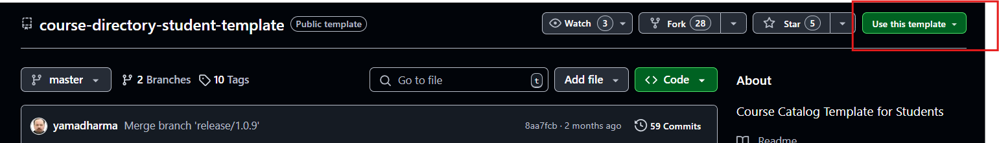 course-directory-student-template Public template Watch 3 Fork 28 Star 5 Use this template
master 2 Branches 10 Tags Go to file t Add file Code About
Course Catalog Template for Students
yamadharma Merge branch 'release/1.0.9' 8aa7fcb · 2 months ago 59 Commits
Readme